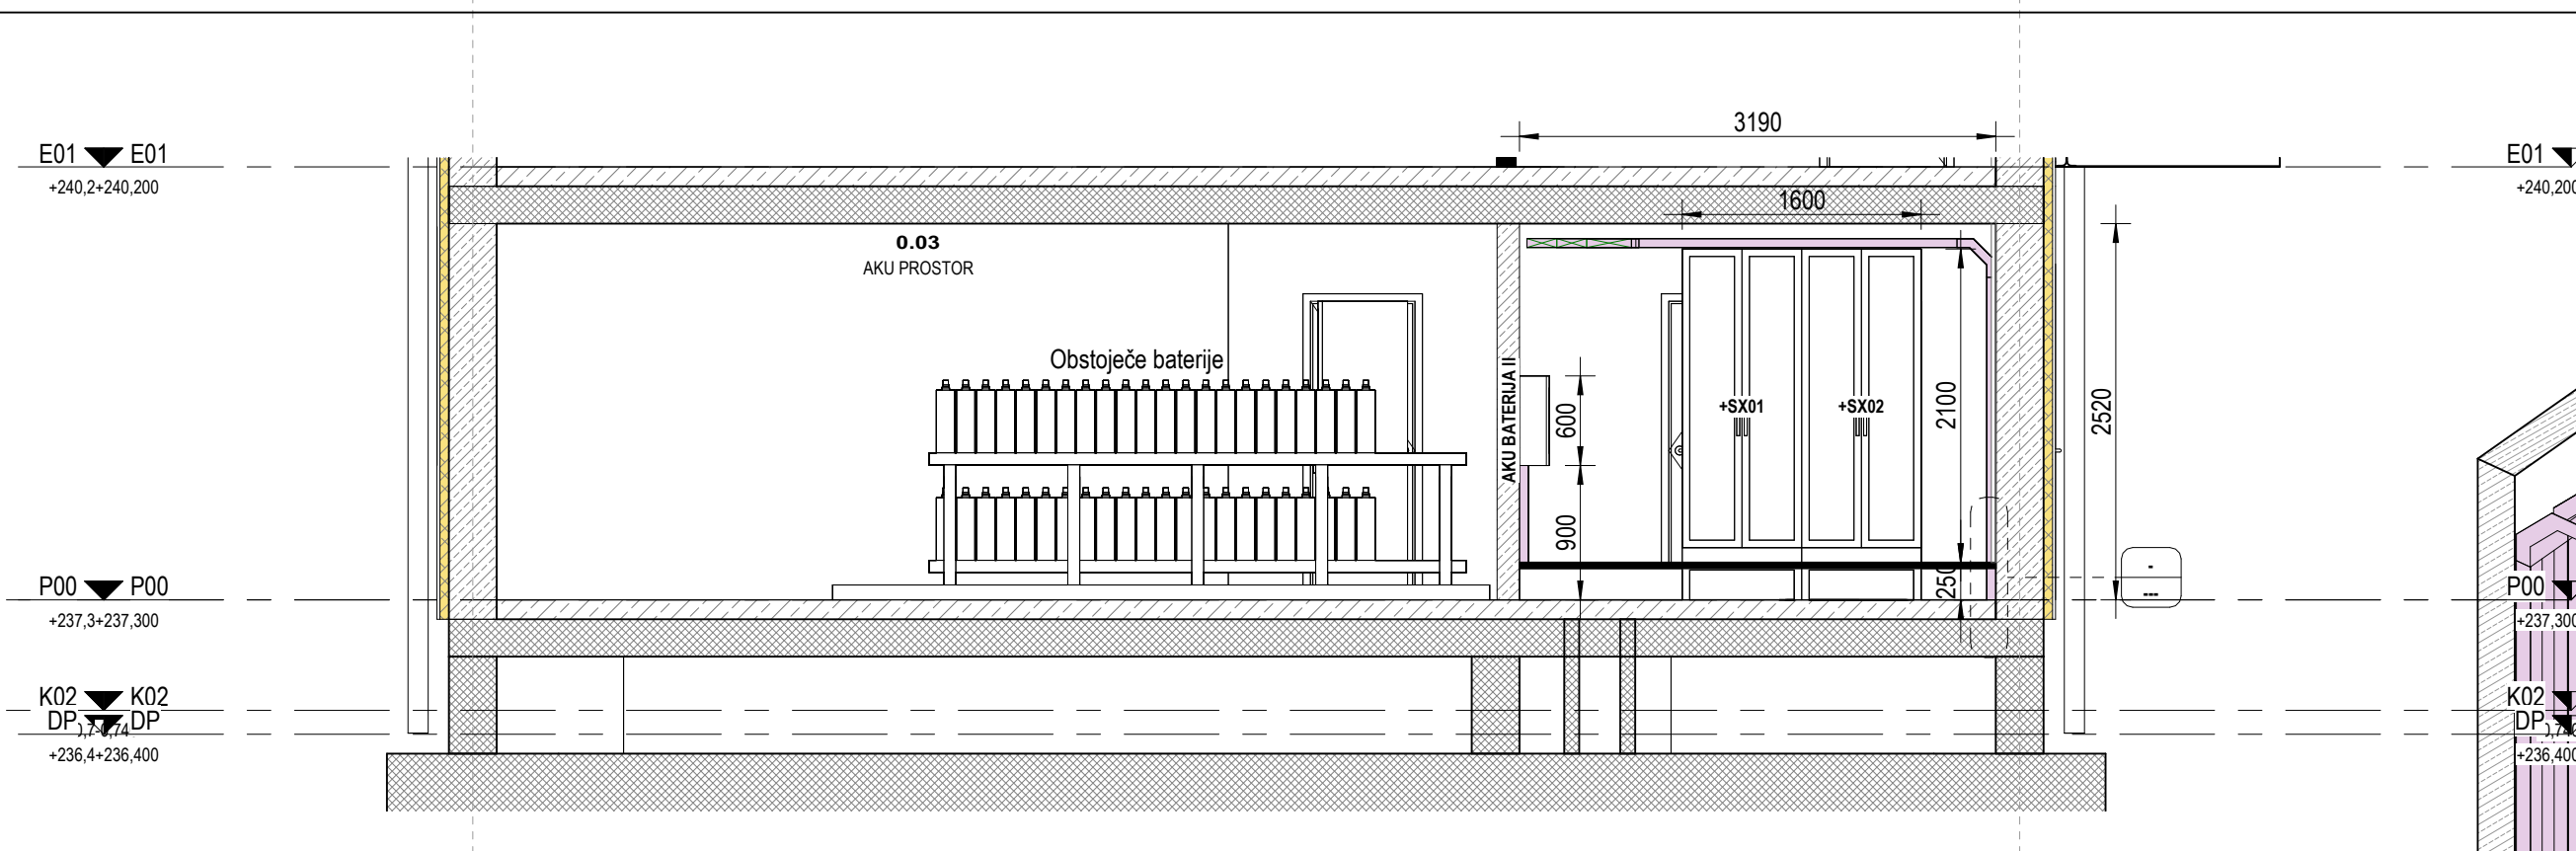 3190
E01 E01
+240,2+240,200
E01
+240,200
1600
0.03
AKU PROSTOR
Obstoječe baterije
AKU BATERIJA II
600
900
+SX01
+SX02
2100
250
2520
-
---
P00 P00
+237,3+237,300
P00
+237,300
K02 K02
DP DP
+236,4+236,400
K02
DP
+236,400